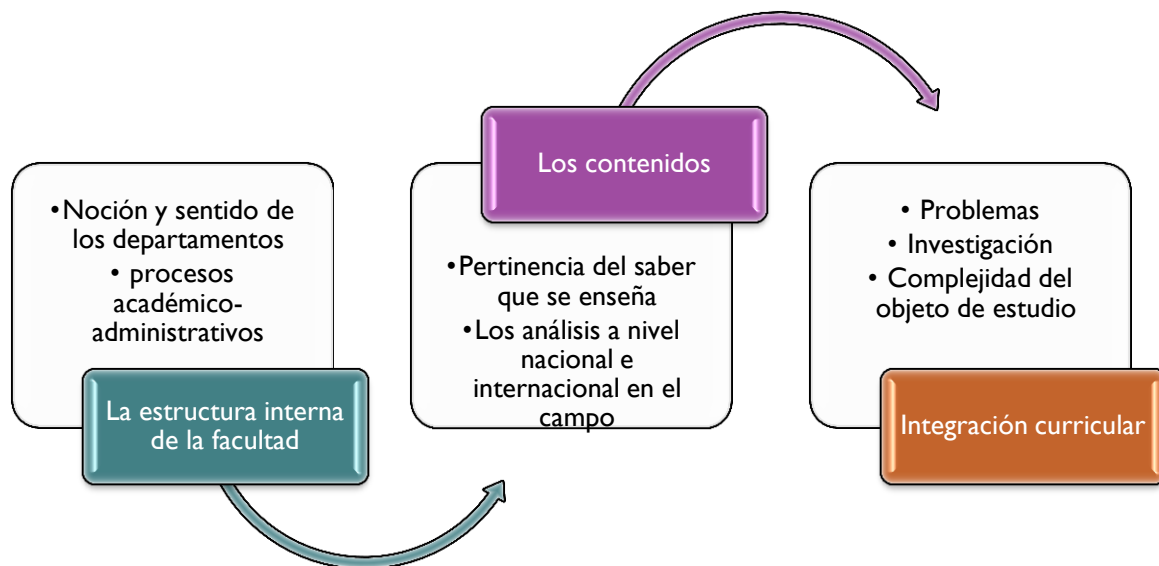 •Noción y sentido de
los departamentos
• procesos
académico-
administrativos
La estructura interna
de la facultad
Los contenidos
•Pertinencia del saber
que se enseña
•Los análisis a nivel
nacional e
internacional en el
campo
• Problemas
• Investigación
• Complejidad del
objeto de estudio
Integración curricular